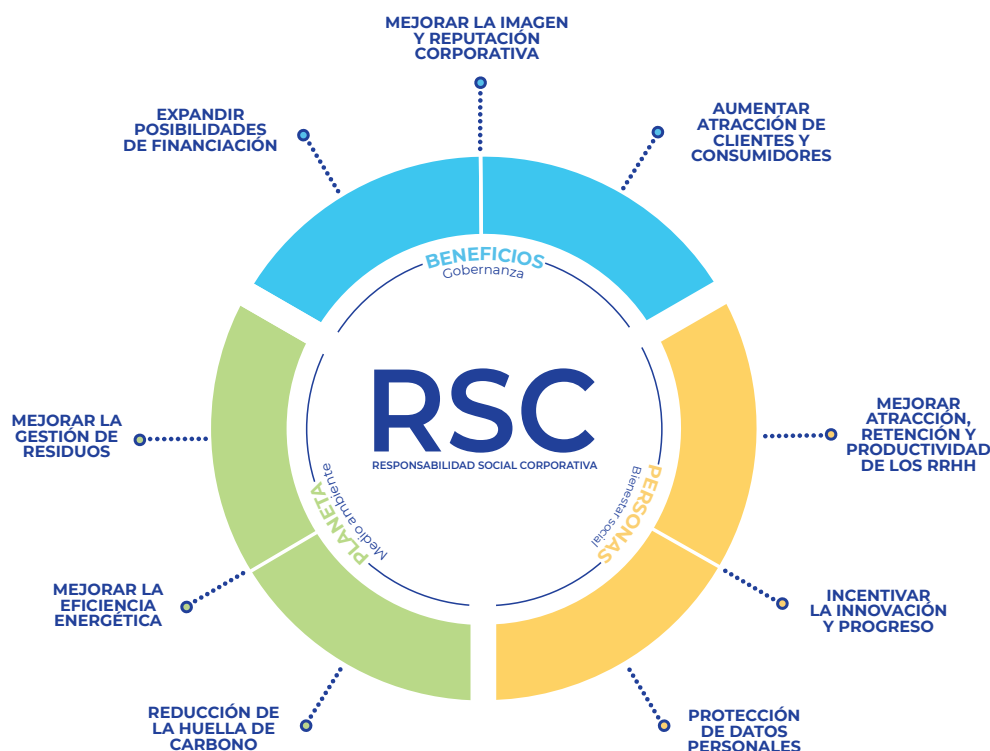 MEJORAR LA IMAGEN
Y REPUTACIÓN
CORPORATIVA
EXPANDIR
POSIBILIDADES
DE FINANCIACIÓN
AUMENTAR
ATRACCIÓN DE
CLIENTES Y
CONSUMIDORES
BENEFICIOS
Gobernanza
RSC
RESPONSABILIDAD SOCIAL CORPORATIVA
MEJORAR LA
GESTIÓN DE
RESIDUOS
MEJORAR
ATRACCIÓN,
RETENCIÓN Y
PRODUCTIVIDAD
DE LOS RRHH
PLANETA
Medio ambiente
PERSONAS
Bienestar social
MEJORAR LA
EFICIENCIA
ENERGÉTICA
INCENTIVAR
LA INNOVACIÓN
Y PROGRESO
REDUCCIÓN DE
LA HUELLA DE
CARBONO
PROTECCIÓN
DE DATOS
PERSONALES